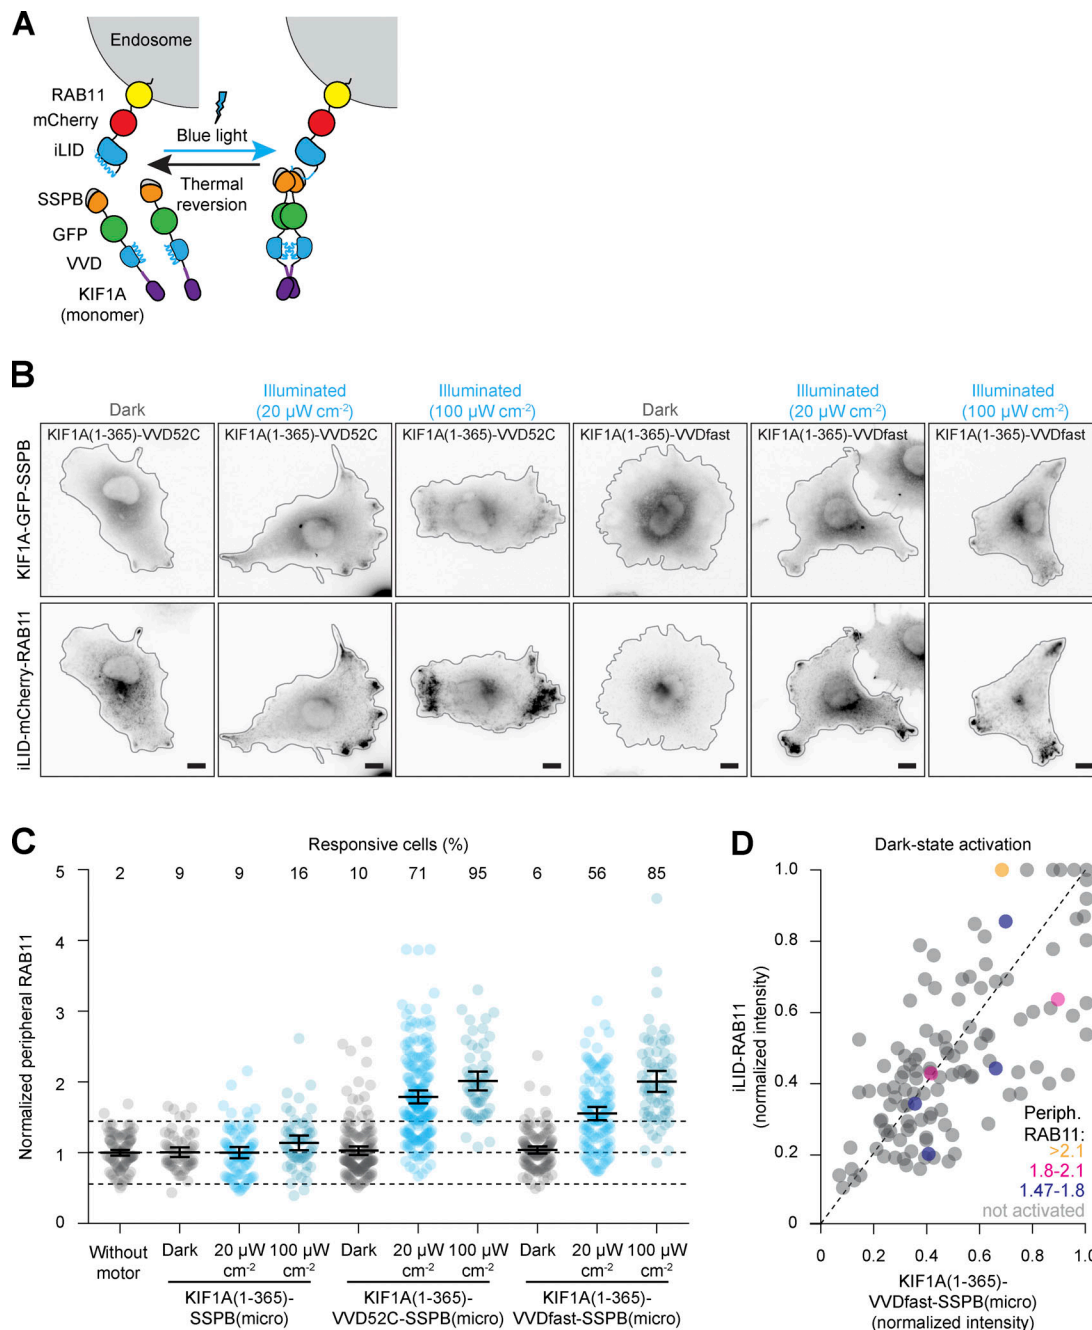 A
Endosome
RAB11
mCherry
iLID
Blue light
Thermal
reversion
SSPB
GFP
VVD
KIF1A
(monomer)
B
Dark
Illuminated
(20 µW cm-2)
Illuminated
(100 µW cm-2)
Dark
Illuminated
(20 µW cm-2)
Illuminated
(100 µW cm-2)
KIF1A-GFP-SSPB
KIF1A(1-365)-VVD52C
KIF1A(1-365)-VVD52C
KIF1A(1-365)-VVD52C
KIF1A(1-365)-VVDfast
KIF1A(1-365)-VVDfast
KIF1A(1-365)-VVDfast
iLID-mCherry-RAB11
C
Responsive cells (%)
2 9 9 16 10 71 95 6 56 85
Normalized peripheral RAB11
5
4
3
2
1
0
Without
motor
Dark
20 µW
cm-2
100 µW
cm-2
Dark
20 µW
cm-2
100 µW
cm-2
Dark
20 µW
cm-2
100 µW
cm-2
KIF1A(1-365)-
SSPB(micro)
KIF1A(1-365)-
VVD52C-SSPB(micro)
KIF1A(1-365)-
VVDfast-SSPB(micro)
D
Dark-state activation
iLID-RAB11
(normalized intensity)
1.0
0.8
0.6
0.4
0.2
0
Periph.
RAB11:
>2.1
1.8-2.1
1.47-1.8
not activated
0 0.2 0.4 0.6 0.8 1.0
KIF1A(1-365)-
VVDfast-SSPB(micro)
(normalized intensity)